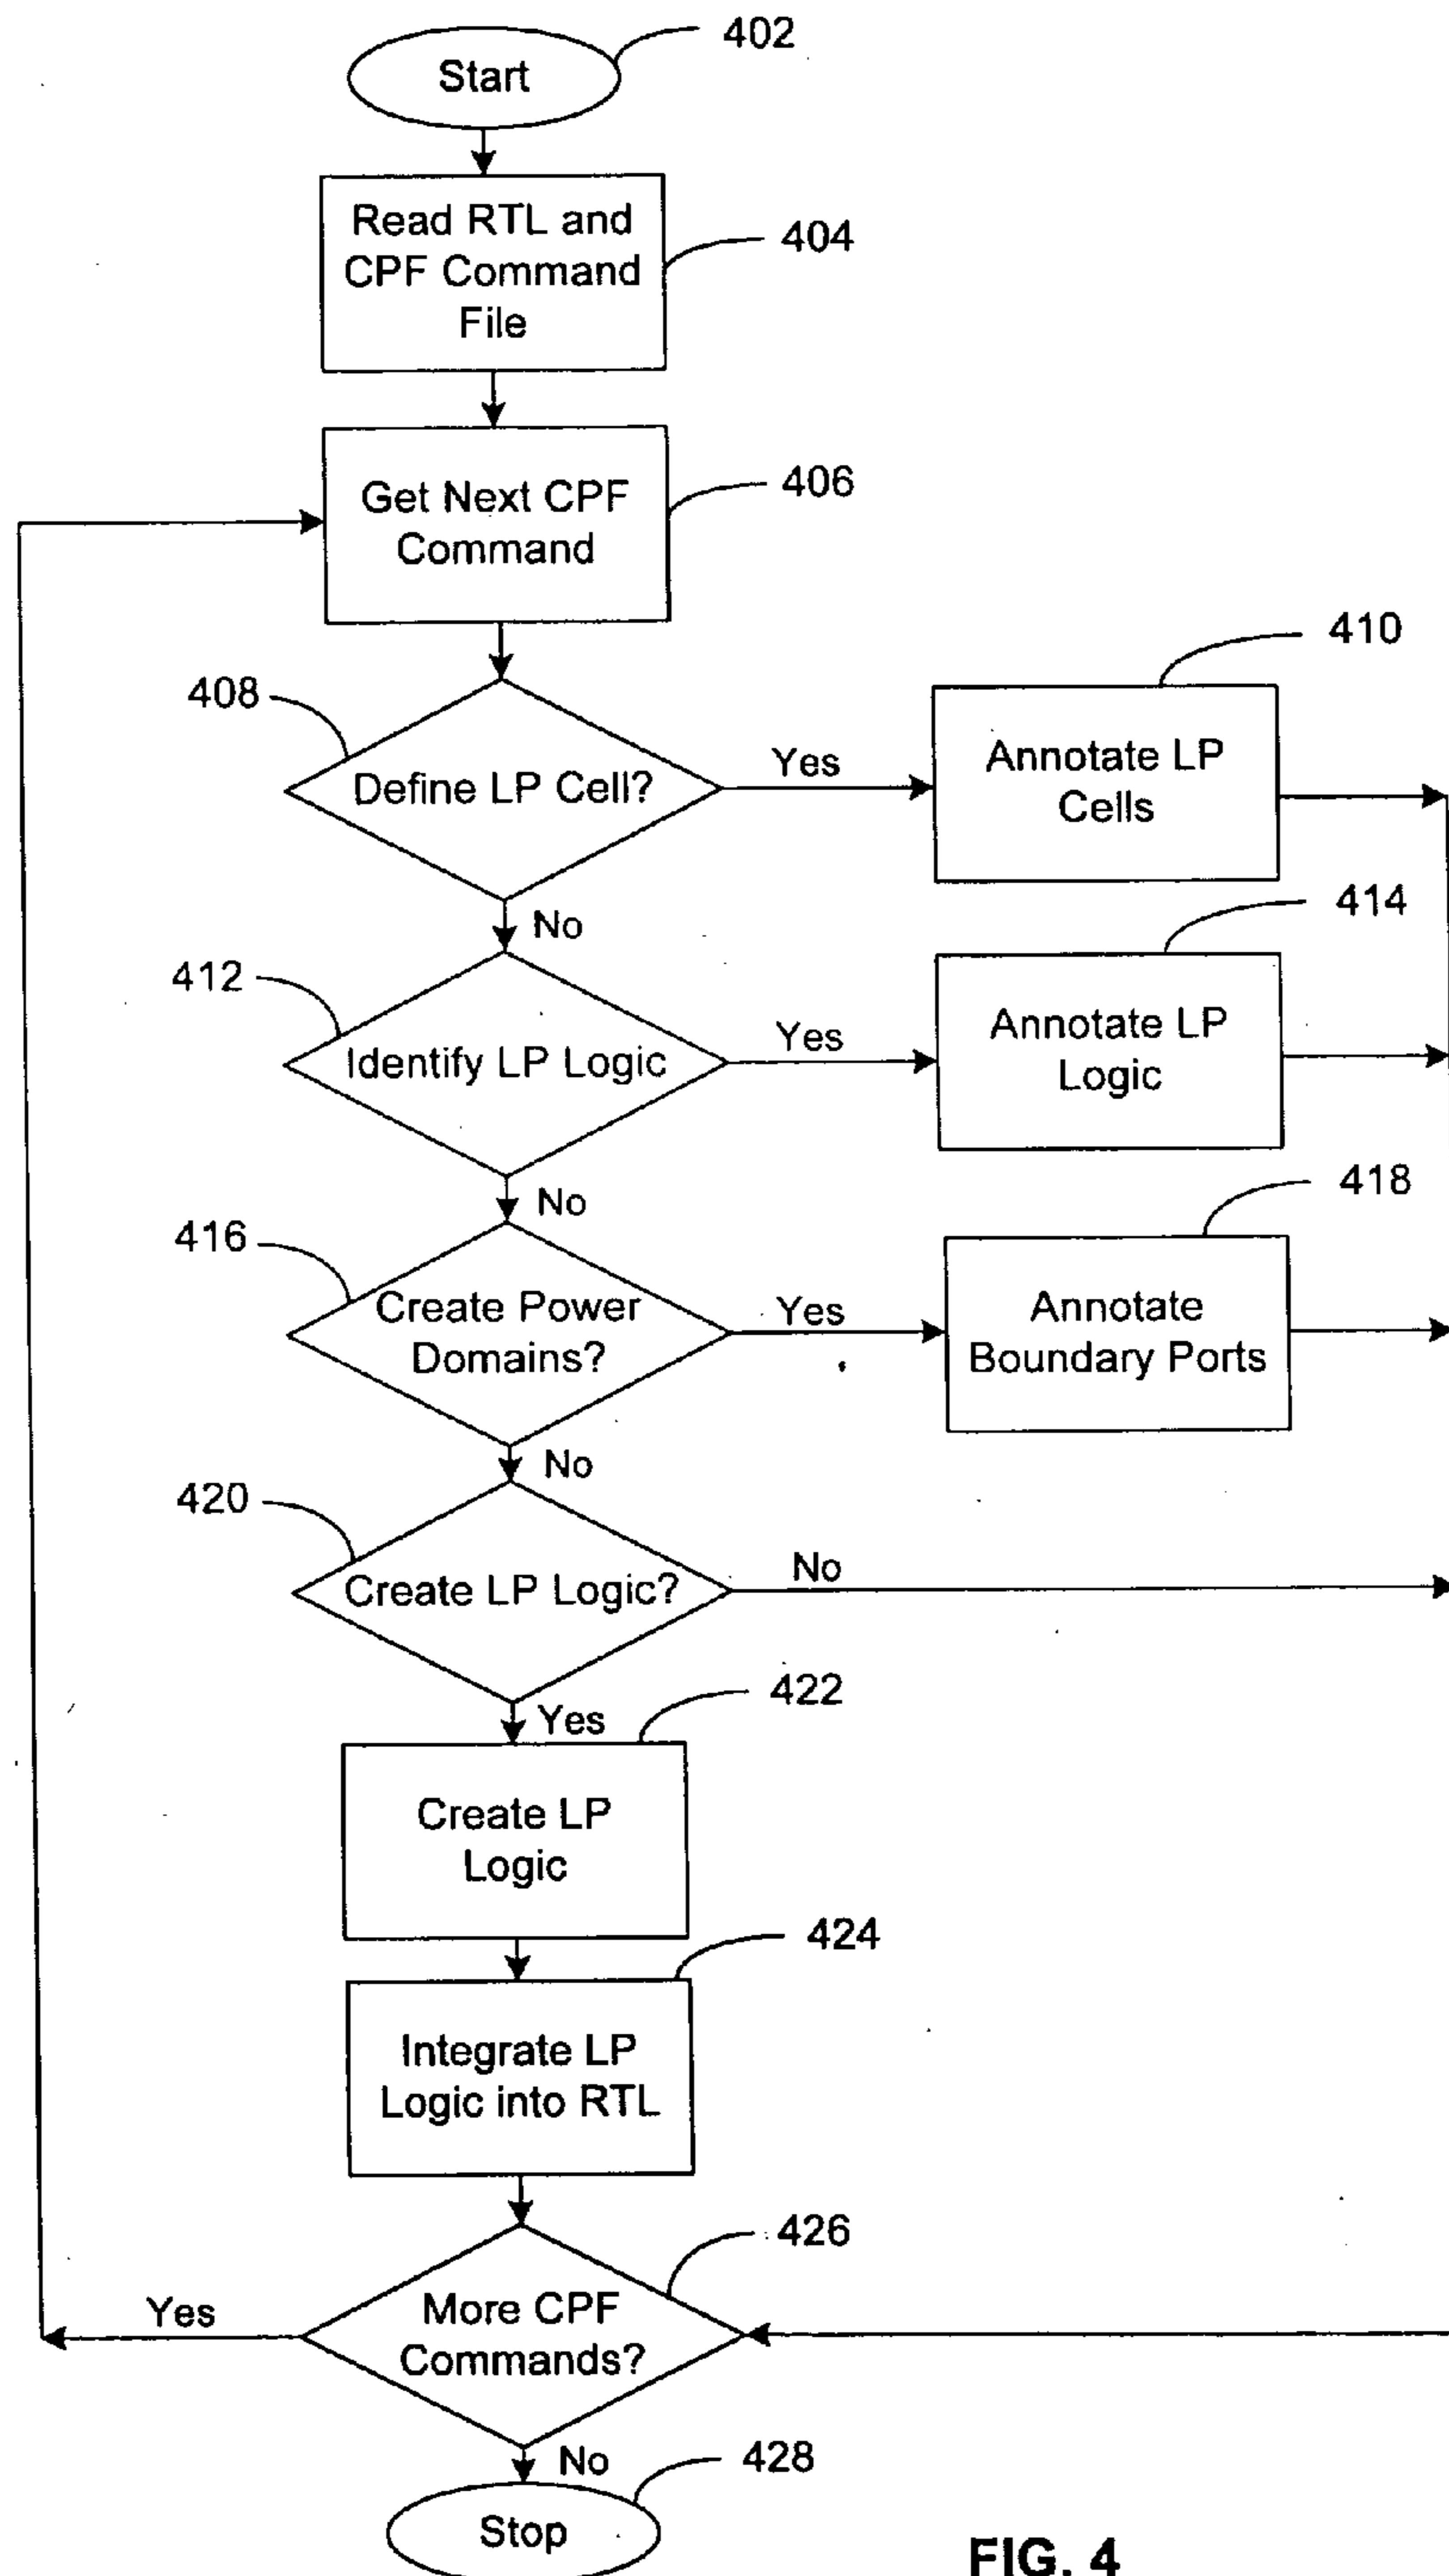 402
Start
Read RTL and
CPF Command
File
404
Get Next CPF
Command
406
408
Define LP Cell?
Yes
410
Annotate LP
Cells
No
412
Identify LP Logic
Yes
414
Annotate LP
Logic
No
416
Create Power
Domains?
Yes
418
Annotate
Boundary Ports
No
420
Create LP Logic?
No
Yes
422
Create LP
Logic
424
Integrate LP
Logic into RTL
426
More CPF
Commands?
Yes
No
428
Stop
FIG. 4